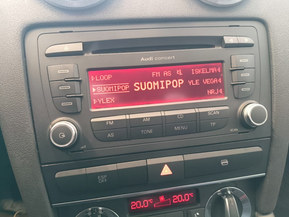 Audi concert
LOOP FM AS ISKELMÄ
SUOMIPOP SUOMIPOP YLE VEGA
YLEX NRJ
FM AM CD SCAN
AS TONE MENU TP
20.0° 20.0°